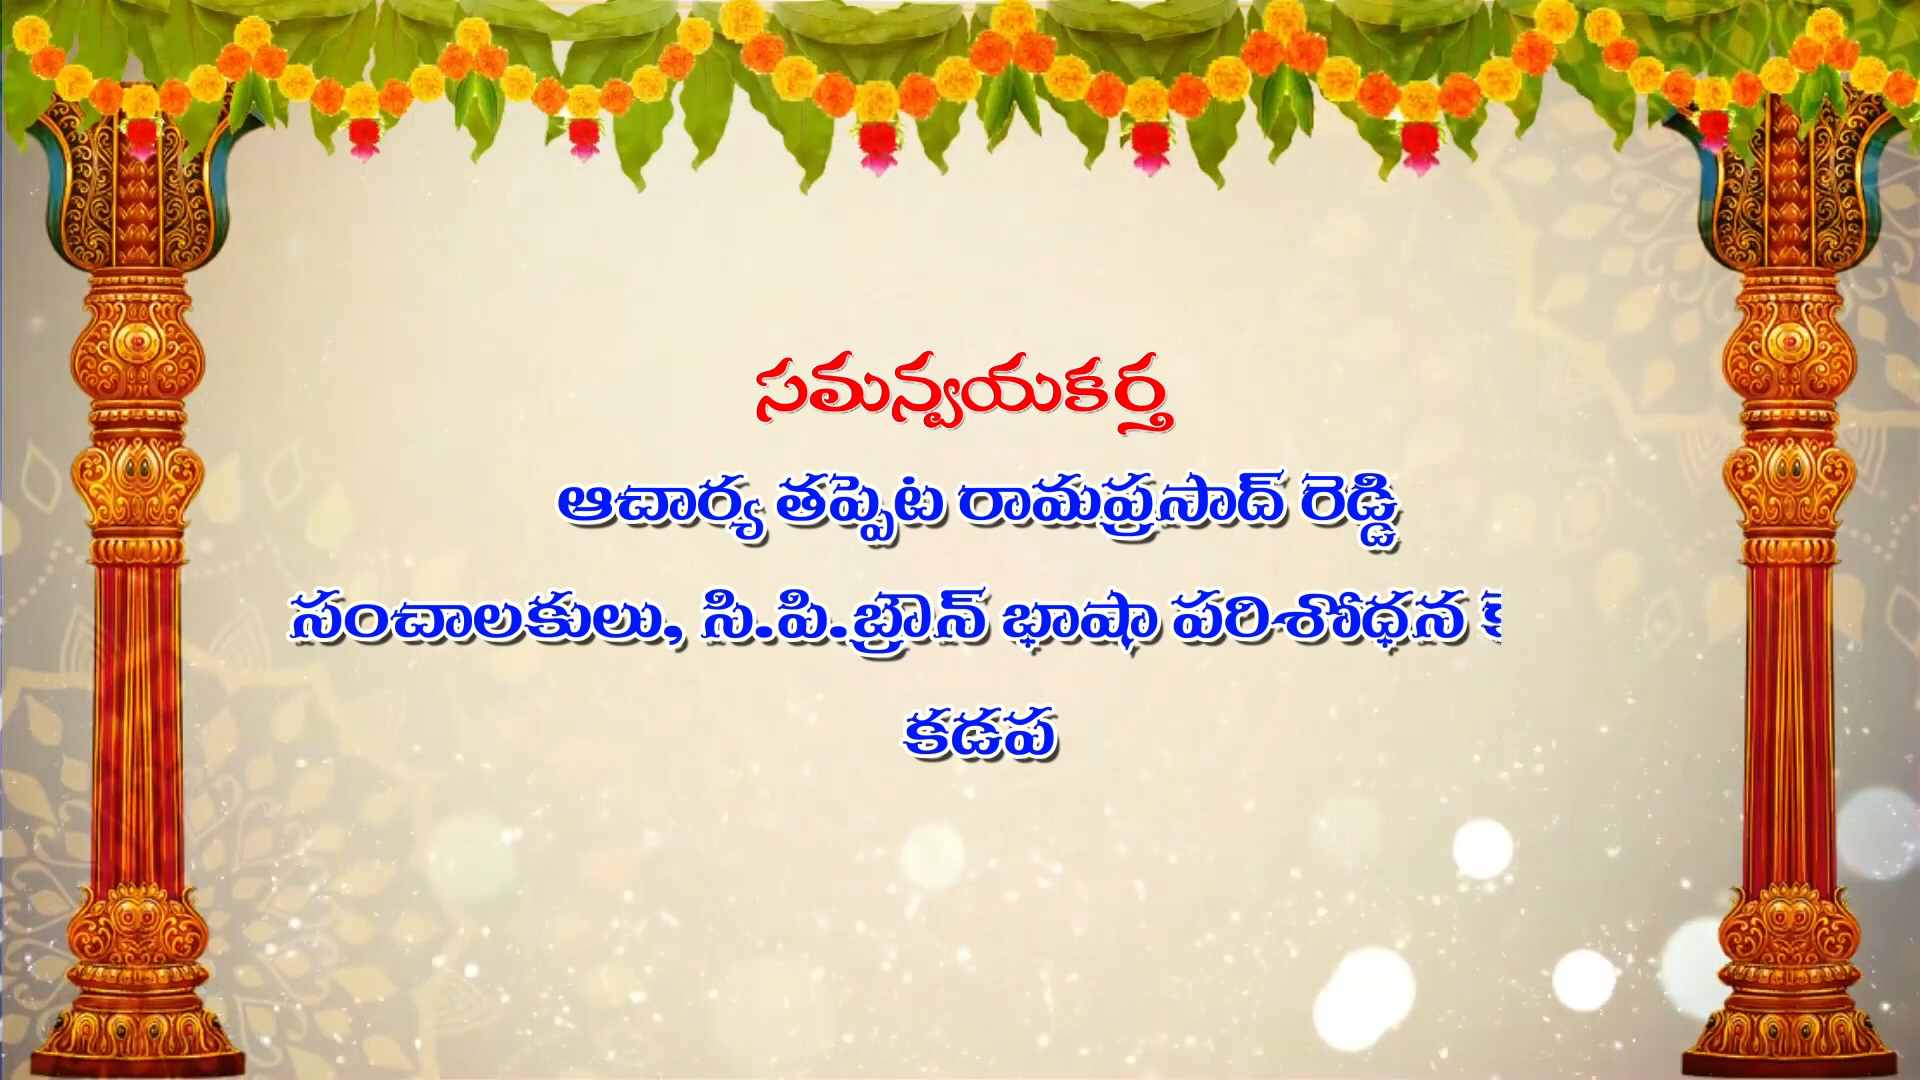 సమన్వయకర్త
ఆచార్య తప్పెట రామప్రసాద్ రెడ్డి
సంచాలకులు, సి.పి.బ్రౌన్ భాషా పరిశోధన
కడప